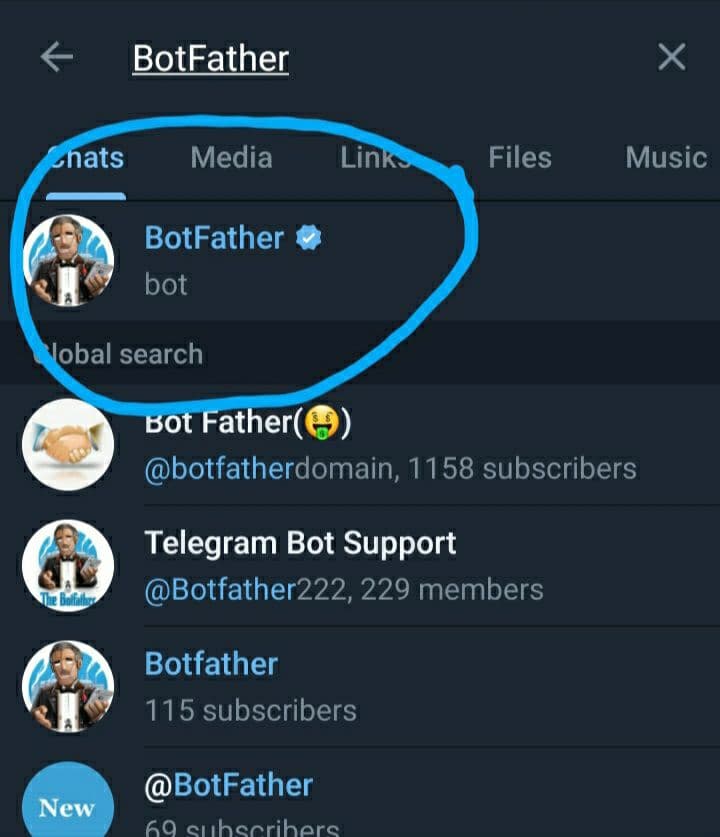 BotFather
Chats Media Links Files Music
BotFather
bot
Global search
Bot Father(🤑)
@botfatherdomain, 1158 subscribers
Telegram Bot Support
The Botfather
@Botfather222, 229 members
Botfather
115 subscribers
@BotFather
New
69 subscribers